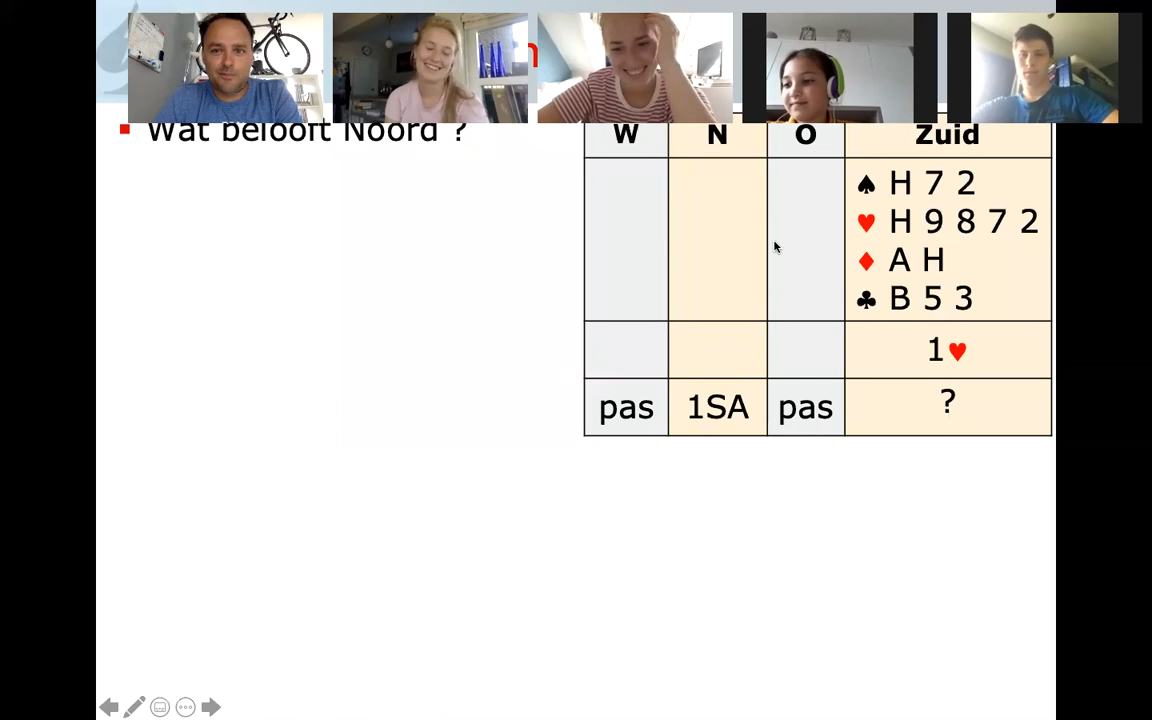 n
Wat belooft Noord ?
W N O Zuid
♠ H 7 2
♥ H 9 8 7 2
♦ A H
♣ B 5 3
1♥
pas 1SA pas ?